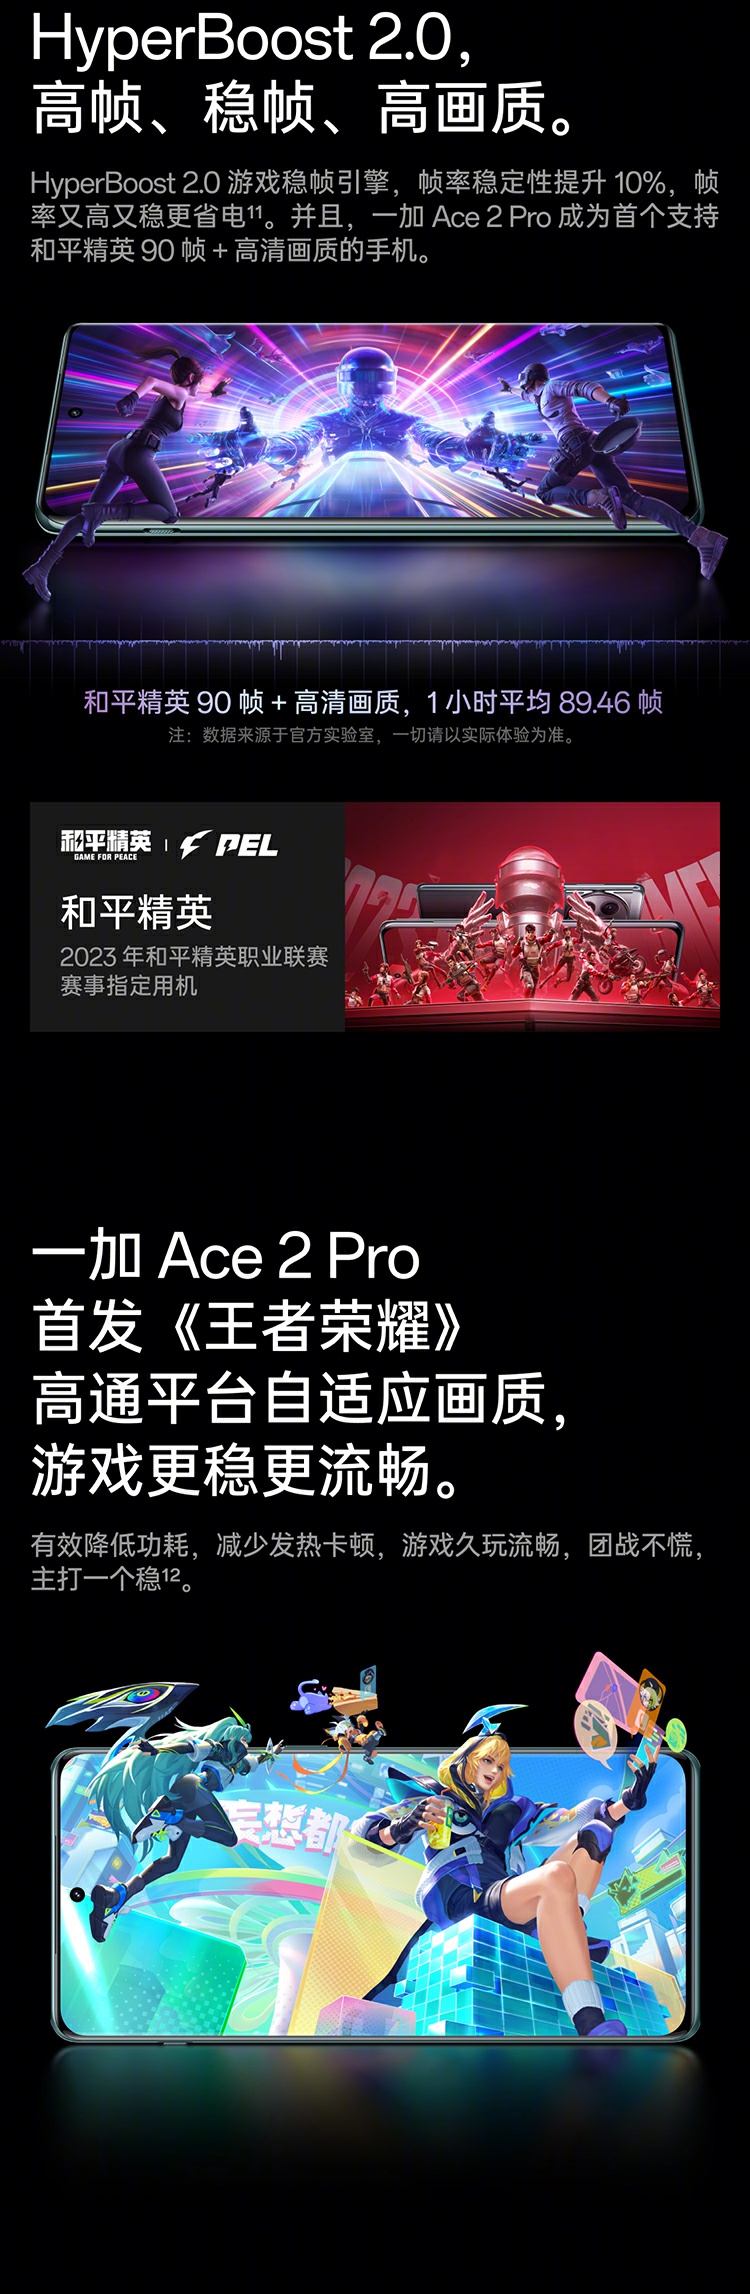 HyperBoost 2.0,
高帧、稳帧、高画质。
HyperBoost 2.0 游戏稳帧引擎，帧率稳定性提升 10%，帧
率又高又稳更省电¹¹。并且，一加 Ace 2 Pro 成为首个支持
和平精英 90 帧 + 高清画质的手机。
和平精英 90 帧 + 高清画质，1 小时平均 89.46 帧
注：数据来源于官方实验室，一切请以实际体验为准。
和平精英 | PEL
GAME FOR PEACE
和平精英
2023 年和平精英职业联赛
赛事指定用机
一加 Ace 2 Pro
首发《王者荣耀》
高通平台自适应画质，
游戏更稳更流畅。
有效降低功耗，减少发热卡顿，游戏久玩流畅，团战不慌，
主打一个稳¹²。
妄想都